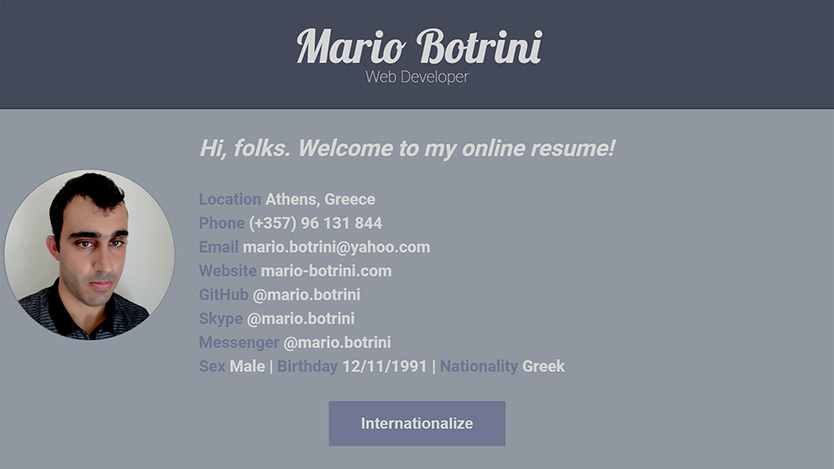 Mario Botrini
Web Developer
Hi, folks. Welcome to my online resume!
Location Athens, Greece
Phone (+357) 96 131 844
Email mario.botrini@yahoo.com
Website mario-botrini.com
GitHub @mario.botrini
Skype @mario.botrini
Messenger @mario.botrini
Sex Male | Birthday 12/11/1991 | Nationality Greek
Internationalize